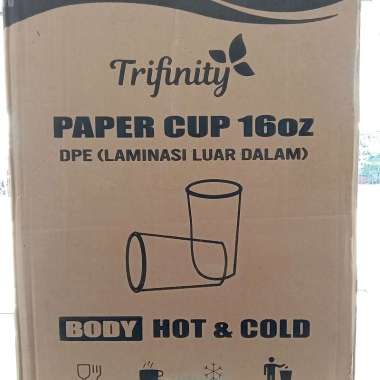 Trifinity
PAPER CUP 16oz
DPE (LAMINASI LUAR DALAM)
BODY HOT & COLD